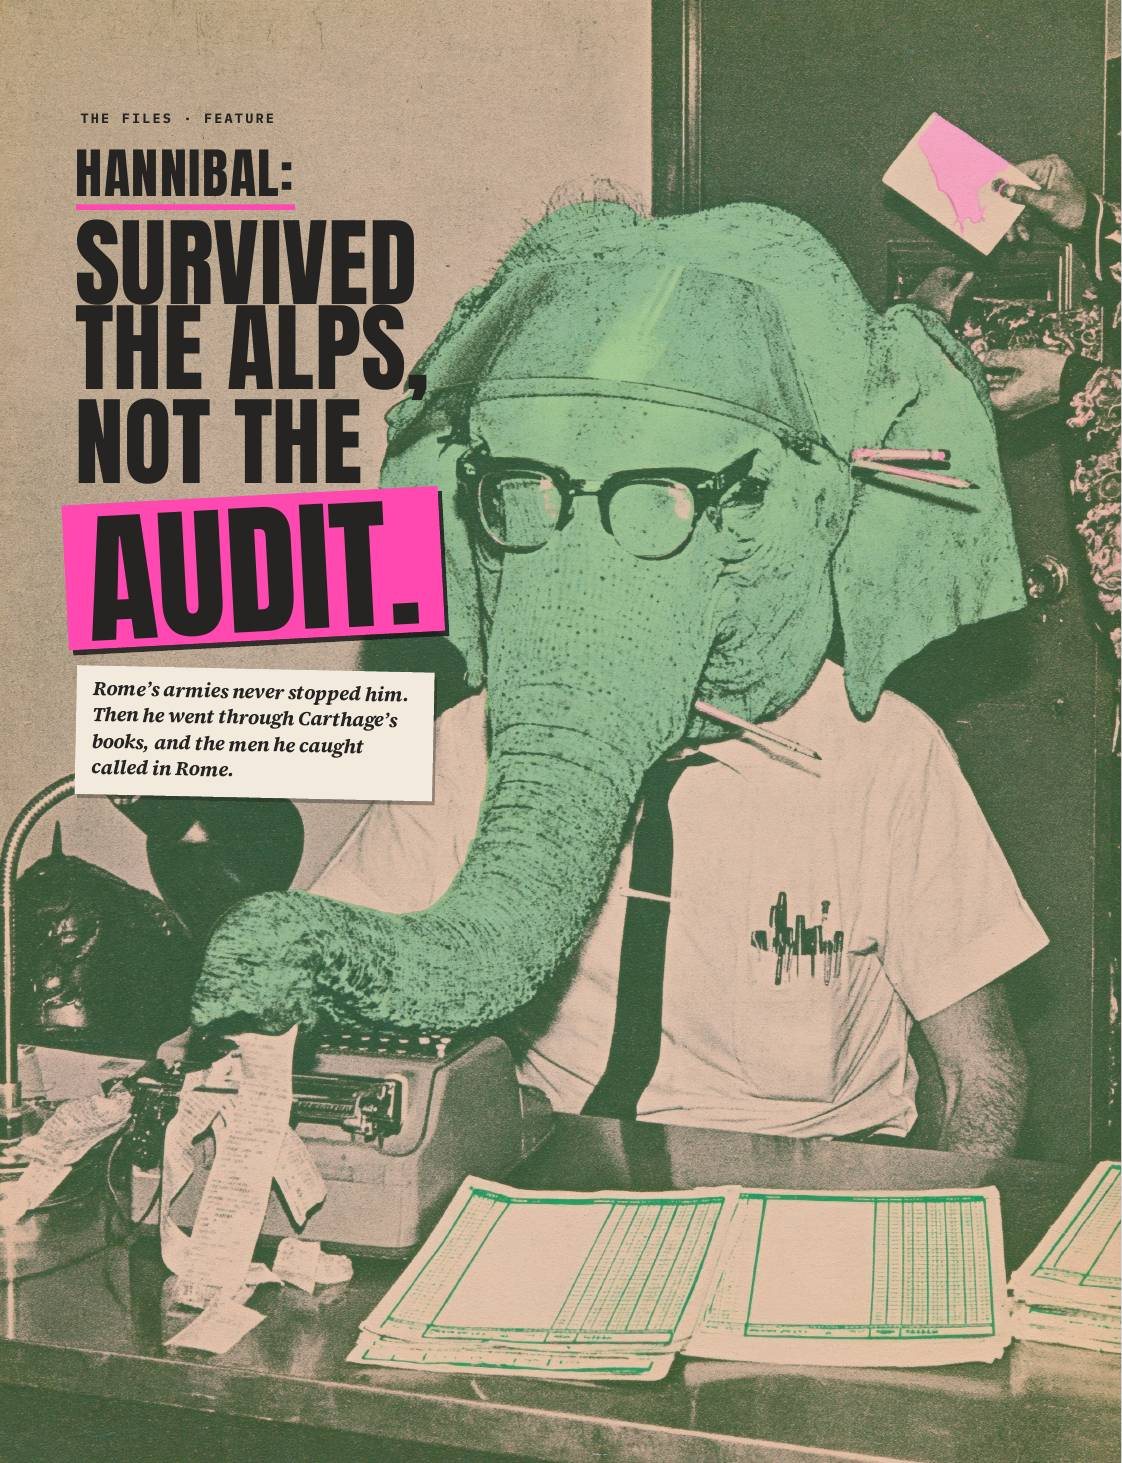 THE FILES · FEATURE
HANNIBAL:
SURVIVED
THE ALPS,
NOT THE
AUDIT.
Rome’s armies never stopped him.
Then he went through Carthage’s
books, and the men he caught
called in Rome.